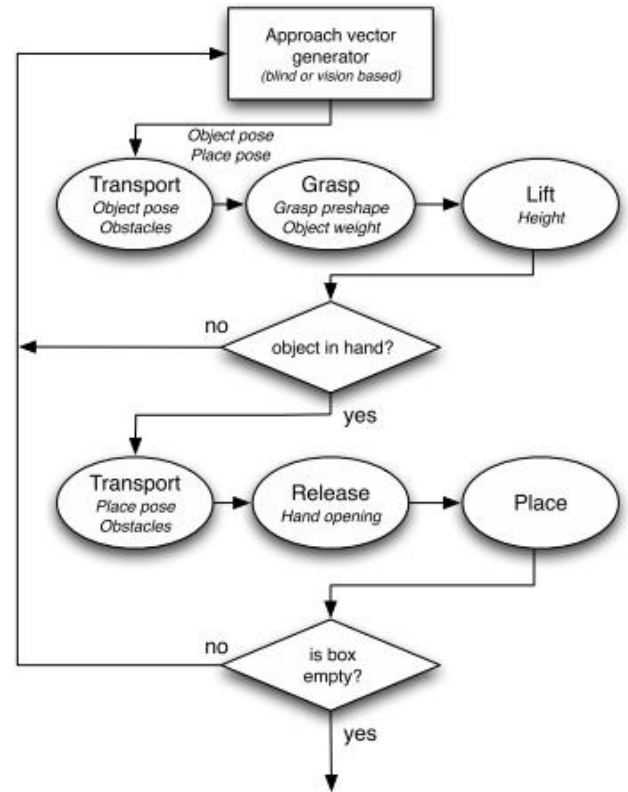 Approach vector
generator
(blind or vision based)
Object pose
Place pose
Transport
Object pose
Obstacles
Grasp
Grasp preshape
Object weight
Lift
Height
no
object in hand?
yes
Transport
Place pose
Obstacles
Release
Hand opening
Place
no
is box
empty?
yes